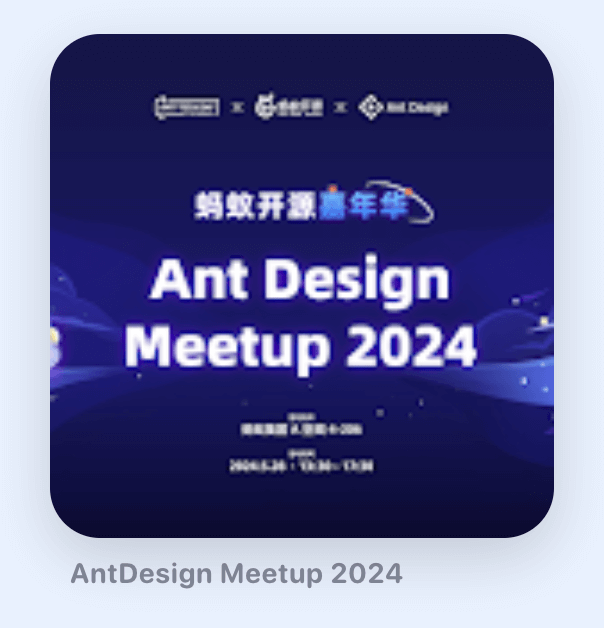 × × Ant Design
蚂蚁开源嘉年华
Ant Design
Meetup 2024
AntDesign Meetup 2024